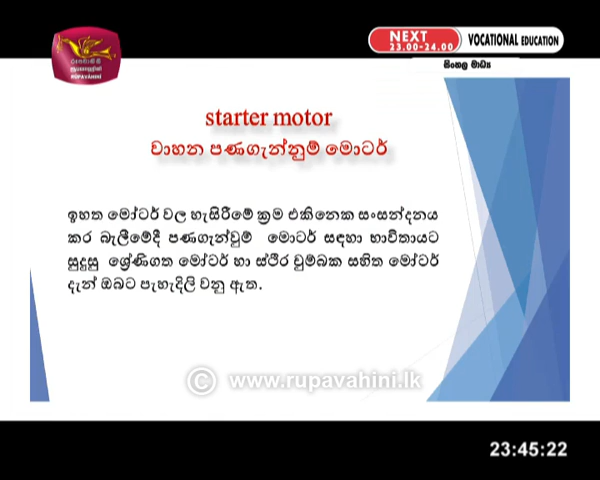 NEXT
23.00-24.00
VOCATIONAL EDUCATION
සිංහල මාධ්‍ය
රූපවාහිනී
RUPAVAHINI
starter motor
වාහන පණගැන්නුම් මොටර්
ඉහත මෝටර් වල හැසිරීමේ ක්‍රම එකිනෙක සංසන්දනය
කර බැලීමේදී පණගැන්වුම් මොටර් සඳහා භාවිතායට
සුදුසු ශ්‍රේණිගත මෝටර් හා ස්ථිර චුම්බක සහිත මෝටර්
දැන් ඔබට පැහැදිලි වනු ඇත.
© www.rupavahini.lk
23:45:22